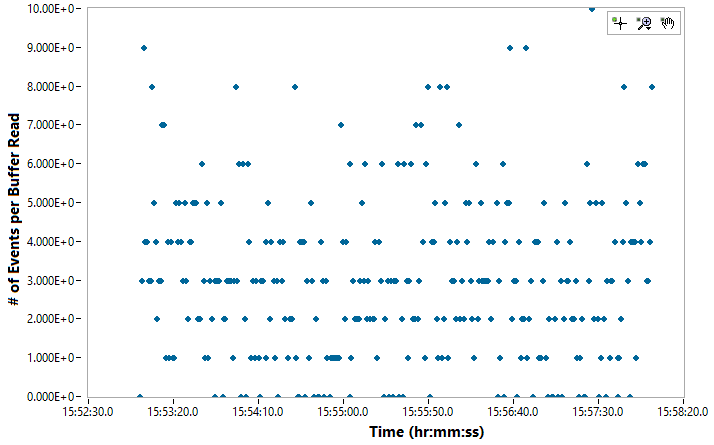 10.00E+0
9.000E+0
8.000E+0
7.000E+0
6.000E+0
5.000E+0
4.000E+0
3.000E+0
2.000E+0
1.000E+0
0.000E+0
# of Events per Buffer Read
15:52:30.0 15:53:20.0 15:54:10.0 15:55:00.0 15:55:50.0 15:56:40.0 15:57:30.0 15:58:20.0
Time (hr:mm:ss)